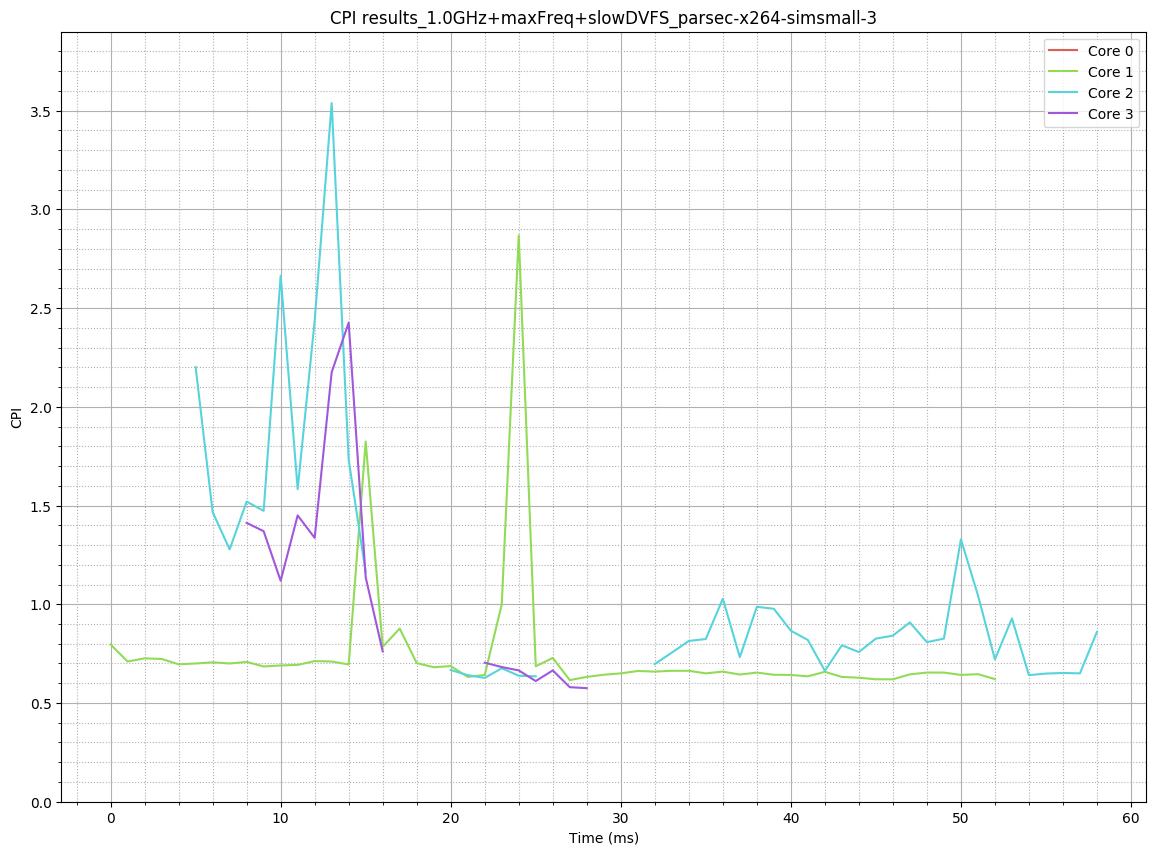 CPI results_1.0GHz+maxFreq+slowDVFS_parsec-x264-simsmall-3
Core 0
Core 1
Core 2
Core 3
3.5
3.0
2.5
2.0
1.5
1.0
0.5
0.0
CPI
0 10 20 30 40 50 60
Time (ms)